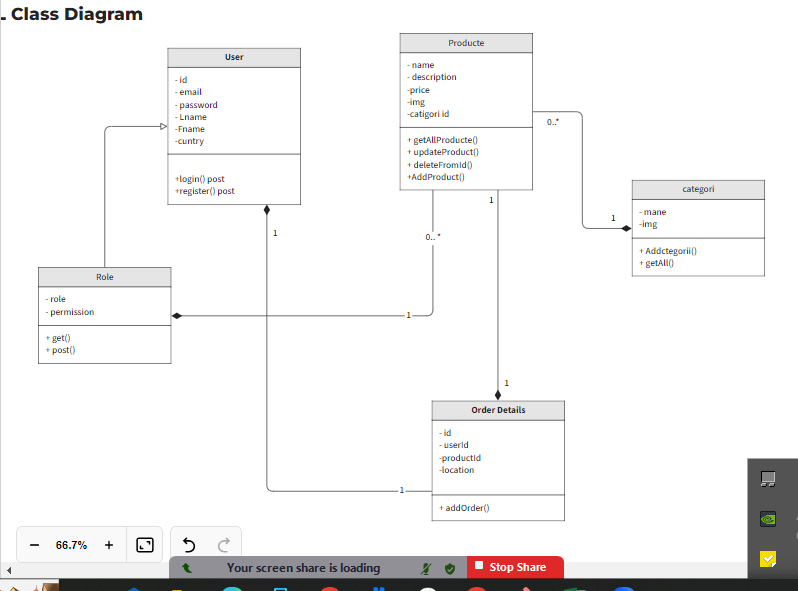 Class Diagram
User
- id
- email
- password
- Lname
-Fname
-cuntry
+login() post
+register() post
1
Producte
- name
- description
-price
-img
-catigori id
+ getAllProducte()
+ updateProduct()
+ deleteFromId()
+AddProduct()
0..*
1
0.. *
1
categori
- mane
-img
+ Addctegorii()
+ getAll()
1
Role
- role
- permission
+ get()
+ post()
1
1
Order Details
- id
- userId
-productId
-location
+ addOrder()
1
66.7%
Your screen share is loading
Stop Share